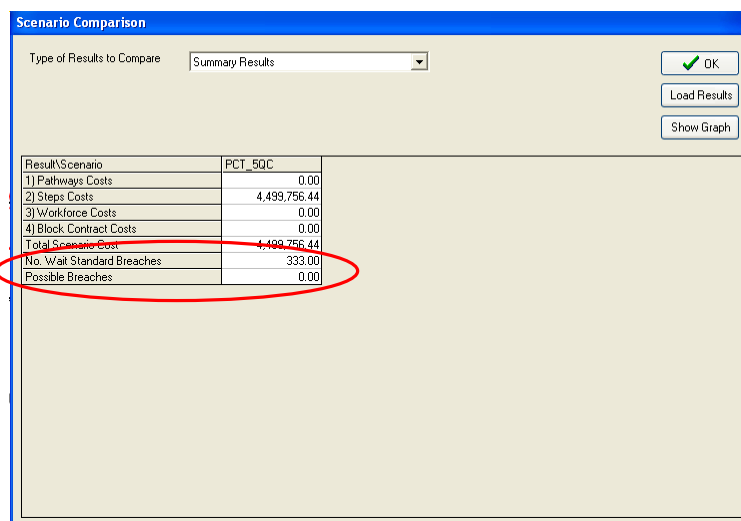 Scenario Comparison
Type of Results to Compare Summary Results
OK
Load Results
Show Graph
Result\Scenario PCT_5QC
1) Pathways Costs 0.00
2) Steps Costs 4,499,756.44
3) Workforce Costs 0.00
4) Block Contract Costs 0.00
Total Scenario Cost 4,499,756.44
No. Wait Standard Breaches 333.00
Possible Breaches 0.00